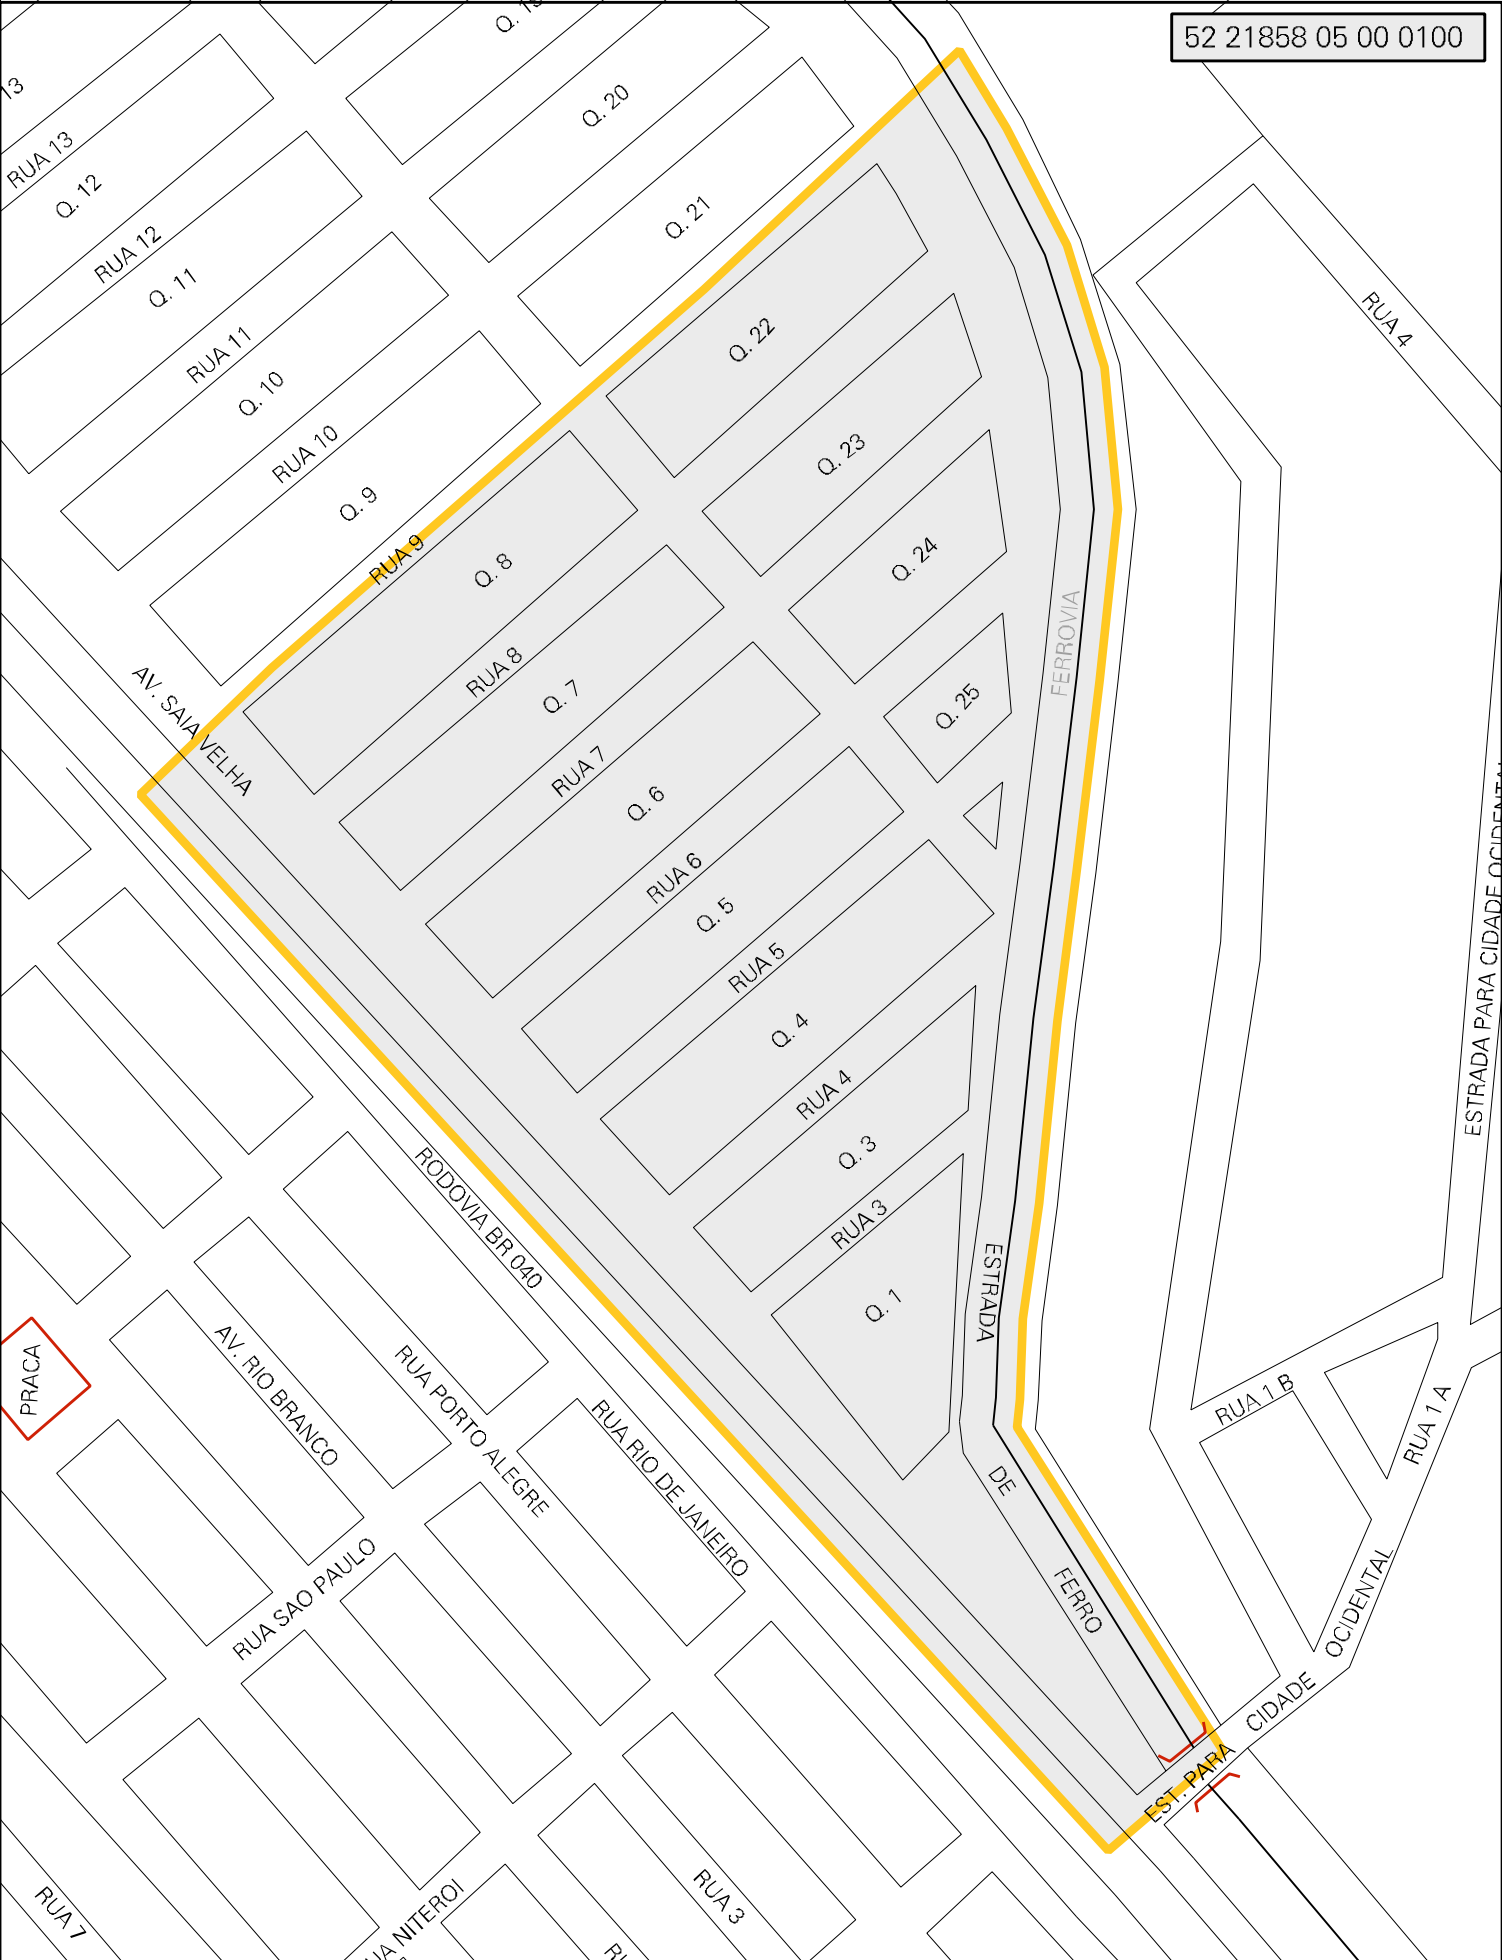 52 21858 05 00 0100
13
RUA 13
Q. 12
RUA 12
Q. 11
RUA 11
Q. 10
RUA 10
Q. 9
RUA 9
Q. 20
Q. 21
Q. 22
Q. 23
Q. 24
Q. 25
Q. 8
RUA 8
Q. 7
RUA 7
Q. 6
RUA 6
Q. 5
RUA 5
Q. 4
RUA 4
Q. 3
RUA 3
Q. 1
AV. SAIA VELHA
FERROVIA
RUA 4
ESTRADA PARA CIDADE OCIDENTAL
RODOVIA BR 040
ESTRADA
DE
FERRO
PRACA
AV. RIO BRANCO
RUA PORTO ALEGRE
RUA RIO DE JANEIRO
RUA SAO PAULO
RUA 1 B
RUA 1 A
EST. PARA
CIDADE
OCIDENTAL
RUA 3
RUA 7
NITEROI